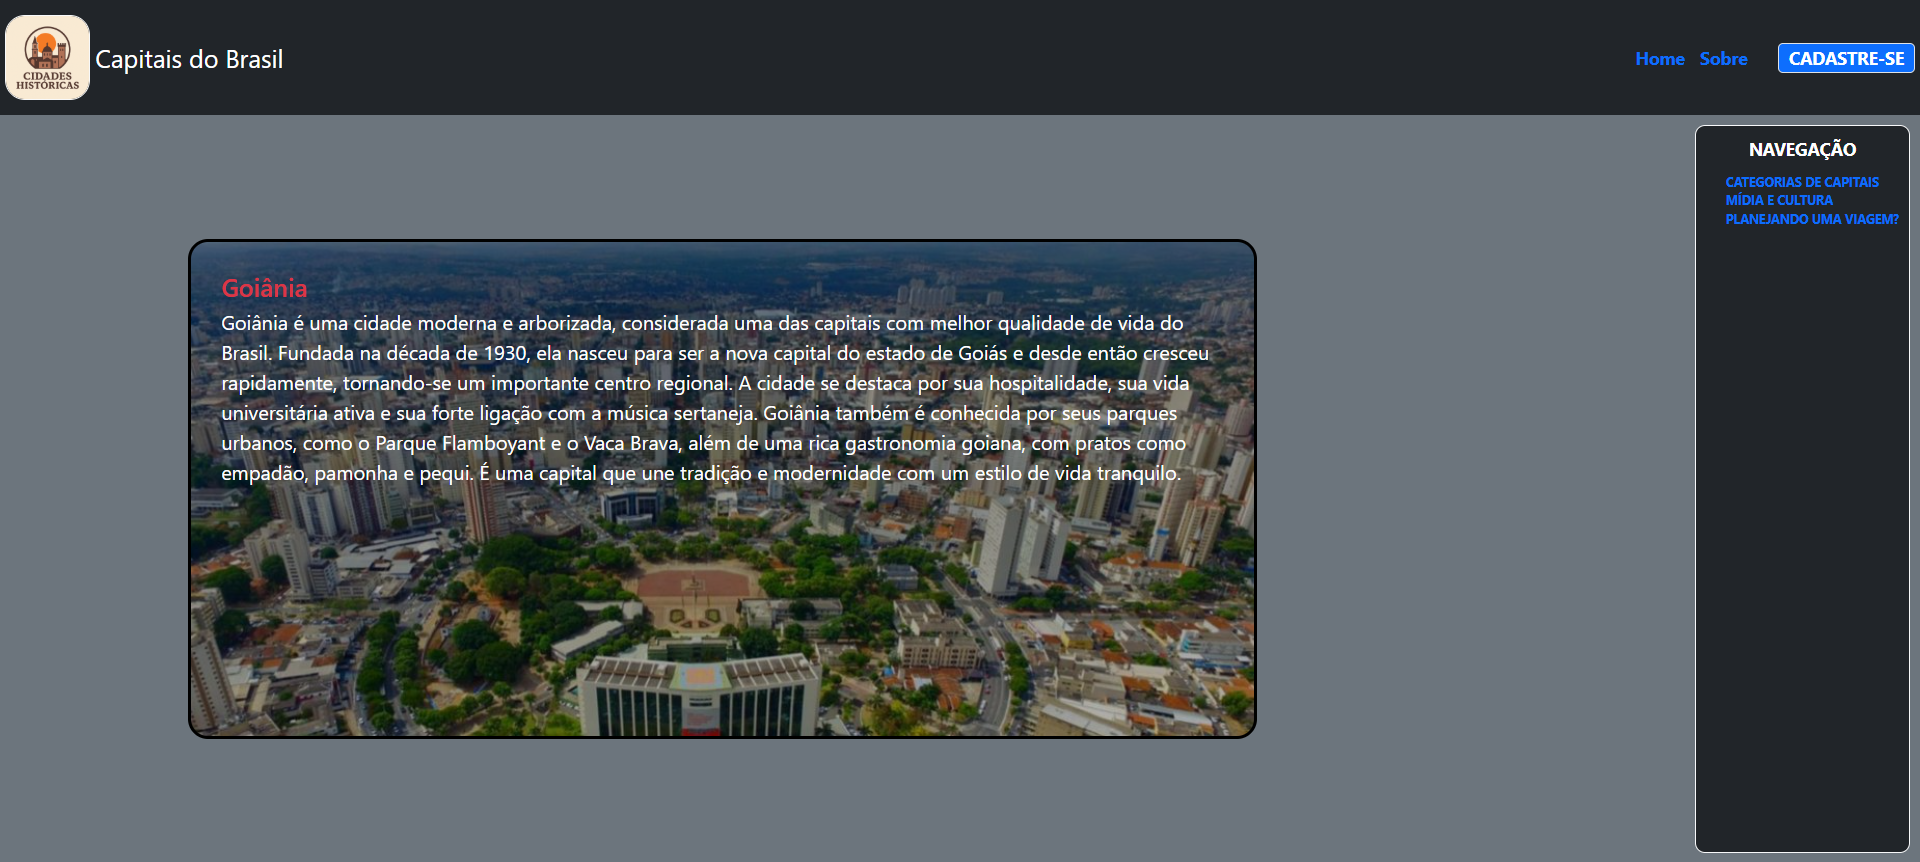 CIDADES
HISTÓRICAS
Capitais do Brasil
Home Sobre CADASTRE-SE
Goiânia
Goiânia é uma cidade moderna e arborizada, considerada uma das capitais com melhor qualidade de vida do
Brasil. Fundada na década de 1930, ela nasceu para ser a nova capital do estado de Goiás e desde então cresceu
rapidamente, tornando-se um importante centro regional. A cidade se destaca por sua hospitalidade, sua vida
universitária ativa e sua forte ligação com a música sertaneja. Goiânia também é conhecida por seus parques
urbanos, como o Parque Flamboyant e o Vaca Brava, além de uma rica gastronomia goiana, com pratos como
empadão, pamonha e pequi. É uma capital que une tradição e modernidade com um estilo de vida tranquilo.
NAVEGAÇÃO
CATEGORIAS DE CAPITAIS
MÍDIA E CULTURA
PLANEJANDO UMA VIAGEM?